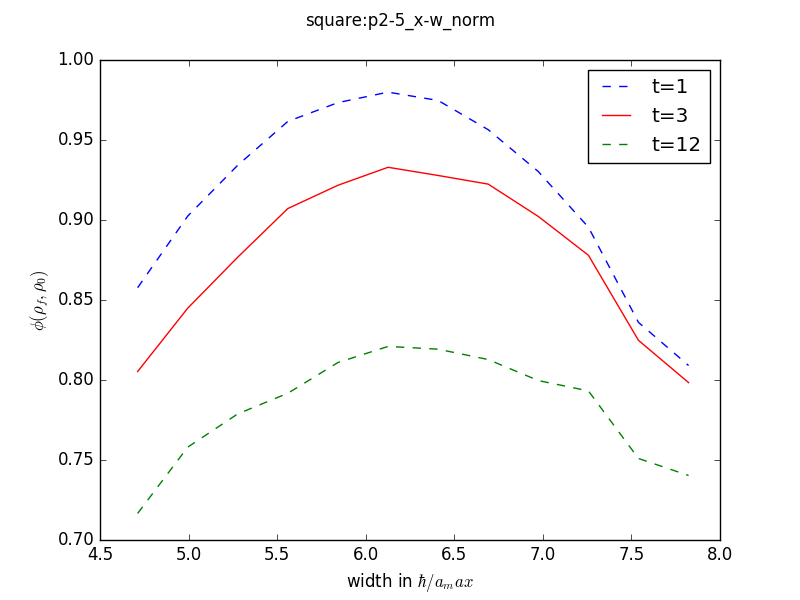 square:p2-5_x-w_norm
1.00
0.95
0.90
0.85
0.80
0.75
0.70
ϕ(ρ_f, ρ_0)
t=1
t=3
t=12
4.5 5.0 5.5 6.0 6.5 7.0 7.5 8.0
width in ℏ/a_max